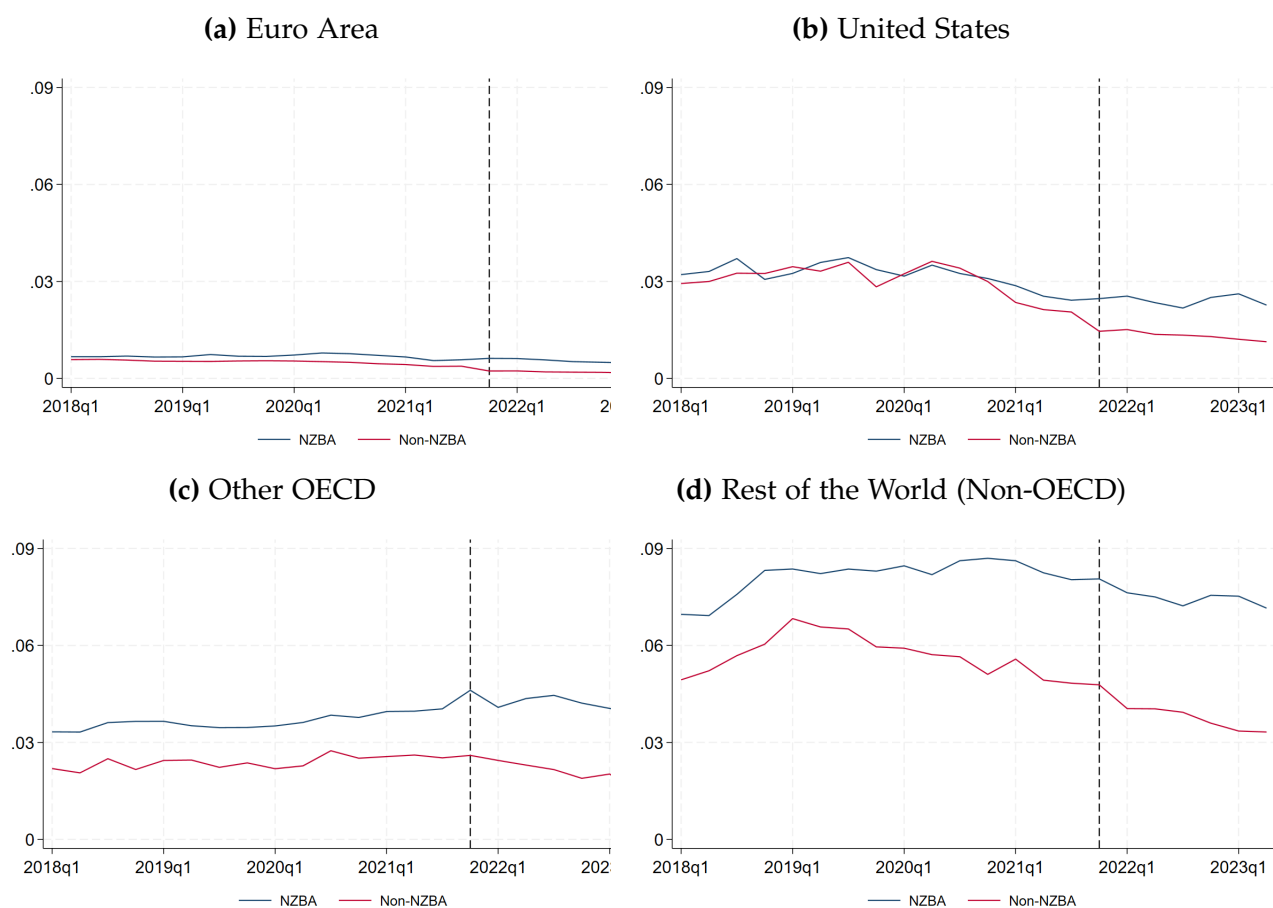 (a) Euro Area
.09
.06
.03
0
2018q1 2019q1 2020q1 2021q1 2022q1 20
NZBA Non-NZBA
(b) United States
.09
.06
.03
0
2018q1 2019q1 2020q1 2021q1 2022q1 2023q1
NZBA Non-NZBA
(c) Other OECD
.09
.06
.03
0
2018q1 2019q1 2020q1 2021q1 2022q1 202
NZBA Non-NZBA
(d) Rest of the World (Non-OECD)
.09
.06
.03
0
2018q1 2019q1 2020q1 2021q1 2022q1 2023q1
NZBA Non-NZBA